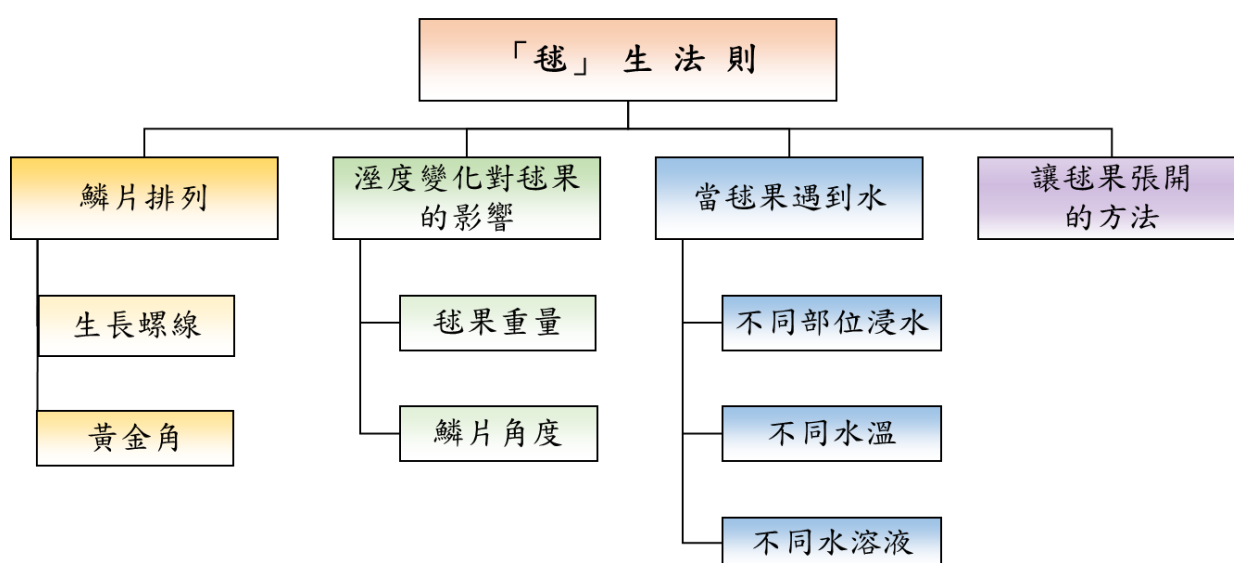 「毬」生法則
鱗片排列
溼度變化對毬果
的影響
當毬果遇到水
讓毬果張開
的方法
生長螺線
毬果重量
不同部位浸水
黃金角
鱗片角度
不同水溫
不同水溶液